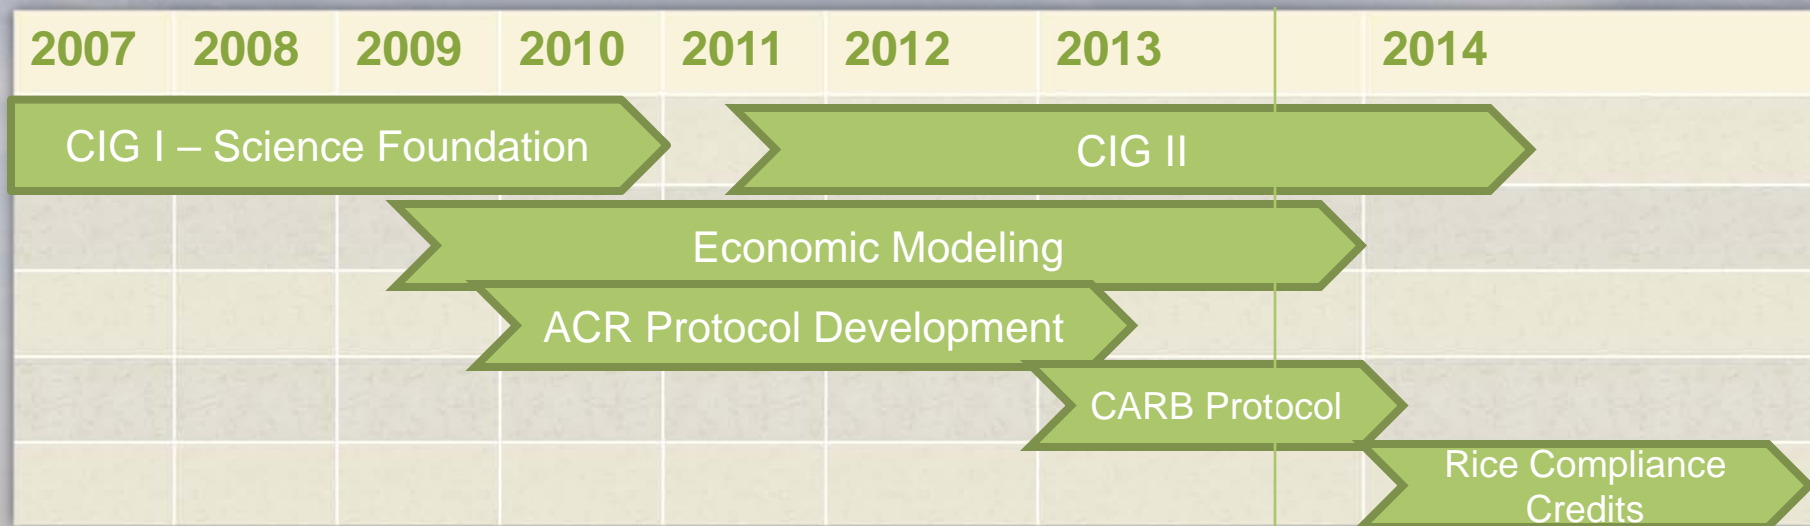 2007 2008 2009 2010 2011 2012 2013 2014
CIG I – Science Foundation
CIG II
Economic Modeling
ACR Protocol Development
CARB Protocol
Rice Compliance
Credits